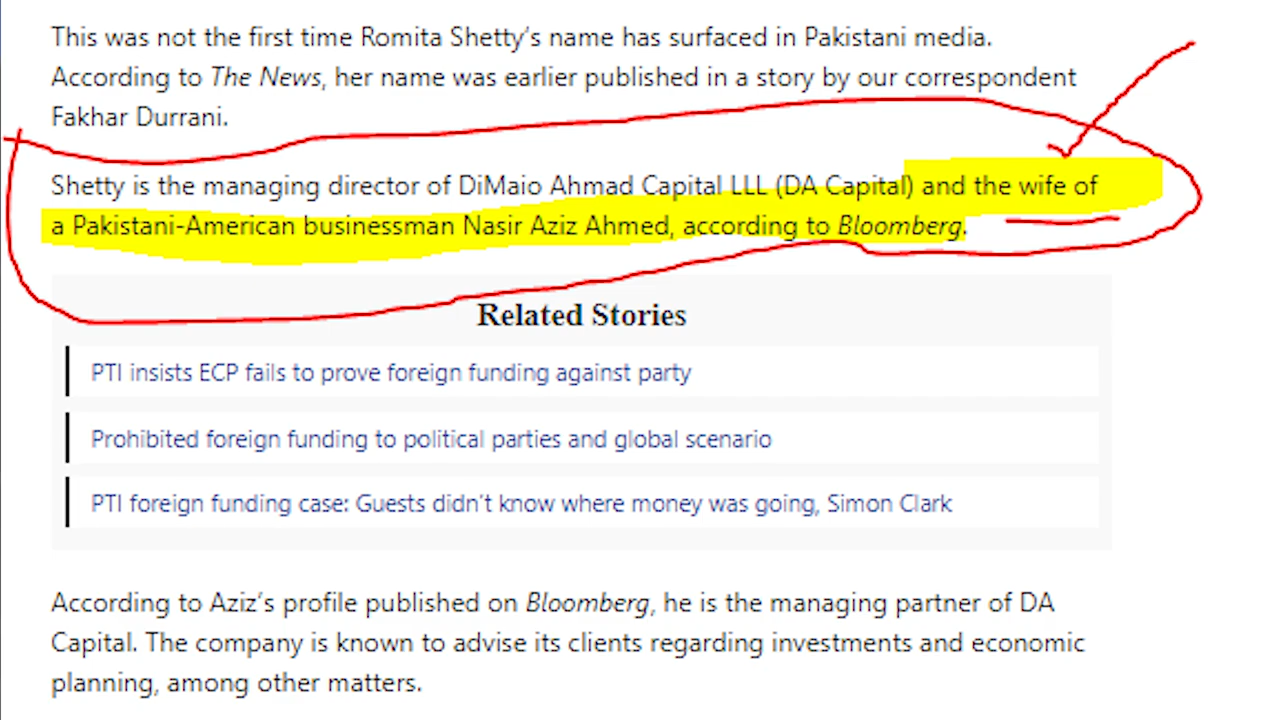 This was not the first time Romita Shetty's name has surfaced in Pakistani media.
According to The News, her name was earlier published in a story by our correspondent
Fakhar Durrani.
Shetty is the managing director of DiMaio Ahmad Capital LLL (DA Capital) and the wife of
a Pakistani-American businessman Nasir Aziz Ahmed, according to Bloomberg.
Related Stories
PTI insists ECP fails to prove foreign funding against party
Prohibited foreign funding to political parties and global scenario
PTI foreign funding case: Guests didn't know where money was going, Simon Clark
According to Aziz's profile published on Bloomberg, he is the managing partner of DA
Capital. The company is known to advise its clients regarding investments and economic
planning, among other matters.